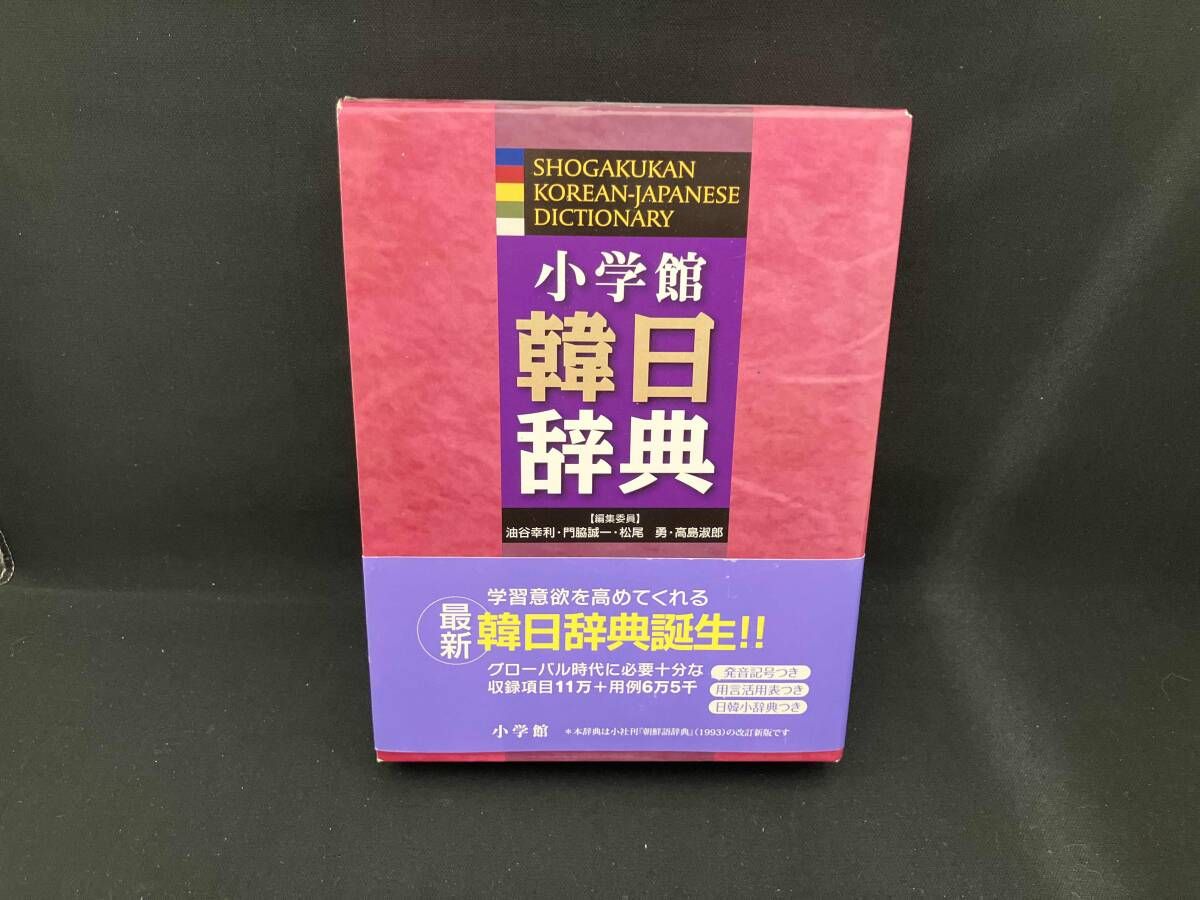 SHOGAKUKAN
KOREAN-JAPANESE
DICTIONARY
小学館
韓日
辞典
【編集委員】
油谷幸利・門脇誠一・松尾　勇・高島淑郎
最新
学習意欲を高めてくれる
韓日辞典誕生!!
グローバル時代に必要十分な
収録項目11万+用例6万5千
発音記号つき
用言活用表つき
日韓小辞典つき
小学館
*本辞典は小社刊『朝鮮語辞典』(1993)の改訂新版です